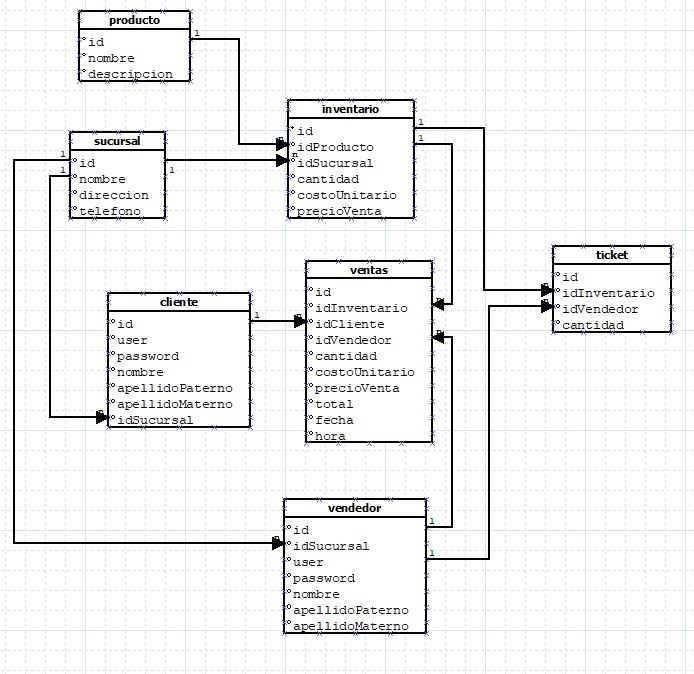 producto
id
nombre
descripcion
1
inventario
id
idProducto
idSucursal
cantidad
costoUnitario
precioVenta
1
1
n
n
sucursal
id
nombre
direccion
telefono
1
1
1
ticket
id
idInventario
idVendedor
cantidad
n
n
ventas
id
idInventario
idCliente
idVendedor
cantidad
costoUnitario
precioVenta
total
fecha
hora
n
n
n
cliente
id
user
password
nombre
apellidoPaterno
apellidoMaterno
idSucursal
1
n
vendedor
id
idSucursal
user
password
nombre
apellidoPaterno
apellidoMaterno
1
1
n